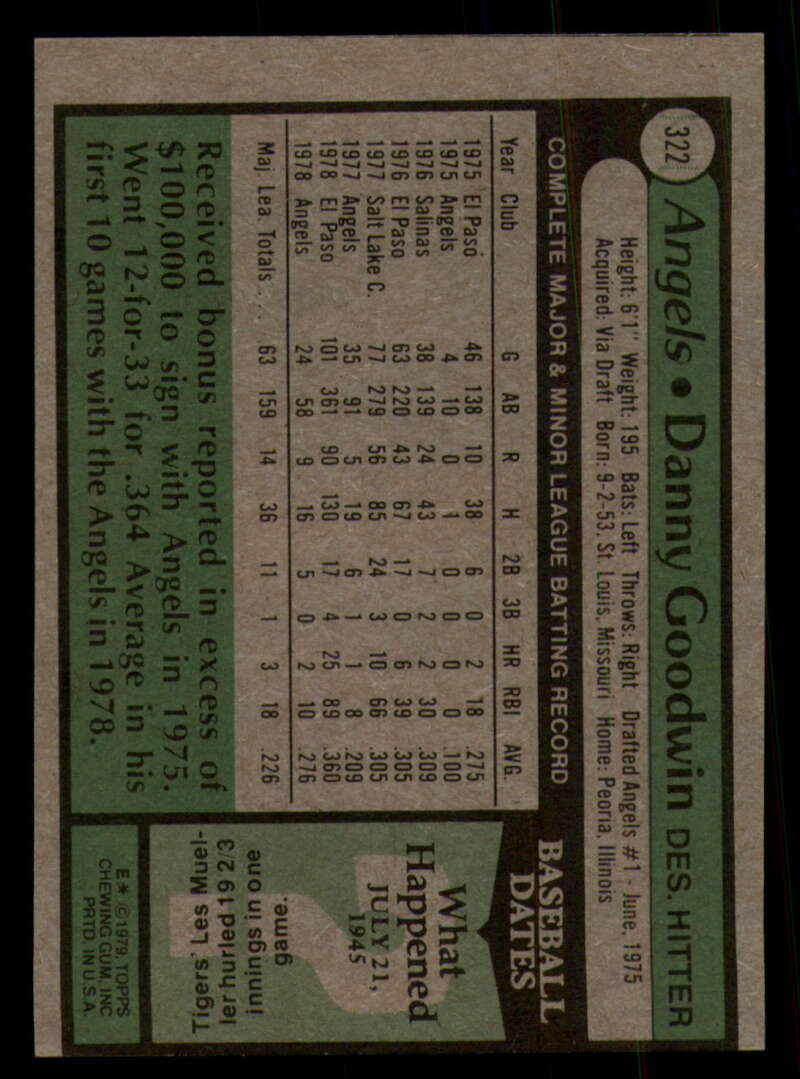 322
Angels • Danny Goodwin DES. HITTER
Height: 6'1" Weight: 195 Bats: Left Throws: Right Drafted Angels #1 - June, 1975
Acquired: Via Draft Born: 9-2-53, St. Louis, Missouri Home: Peoria, Illinois
COMPLETE MAJOR & MINOR LEAGUE BATTING RECORD
Year Club G AB R H 2B 3B HR RBI AVG.
1975 El Paso 46 138 10 38 6 0 2 18 .275
1975 Angels 4 10 0 1 0 0 0 0 .100
1976 Salinas 38 139 24 43 7 2 2 30 .309
1976 El Paso 63 220 43 67 17 0 6 39 .305
1977 Salt Lake C. 77 279 56 85 24 3 10 66 .305
1977 Angels 35 91 5 19 6 1 1 8 .209
1978 El Paso 101 361 90 130 17 4 25 89 .360
1978 Angels 24 58 9 16 5 0 2 10 .276
Maj. Lea. Totals . . . 63 159 14 36 11 1 3 18 .226
Received bonus reported in excess of
$100,000 to sign with Angels in 1975.
Went 12-for-33 for .364 Average in his
first 10 games with the Angels in 1978.
BASEBALL
DATES
What
Happened
JULY 21,
1945
Tigers' Les Muel-
ler hurled 19 2/3
innings in one
game.
E* © 1979 TOPPS
CHEWING GUM, INC
PRTD. IN U.S.A.